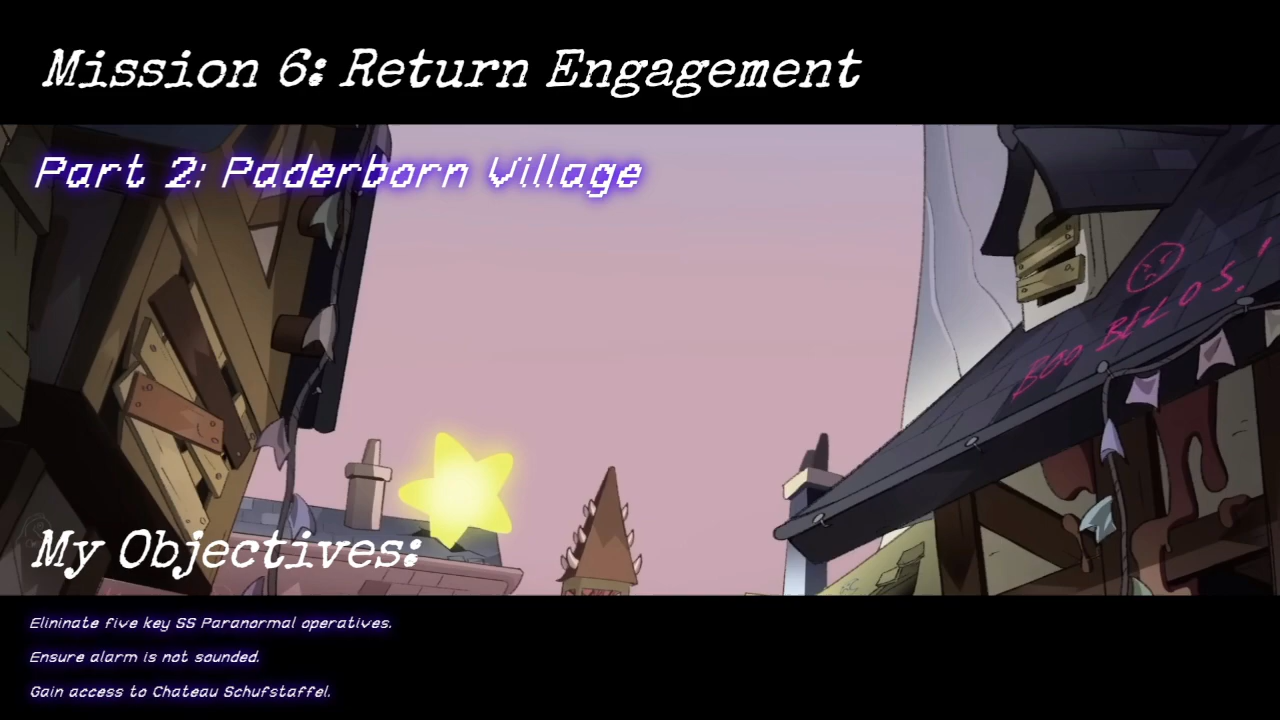 Mission 6: Return Engagement
Part 2: Paderborn Village
BOO BELOS!
My Objectives:
Elininate five key SS Paranormal operatives.
Ensure alarm is not sounded.
Gain access to Chateau Schufstaffel.